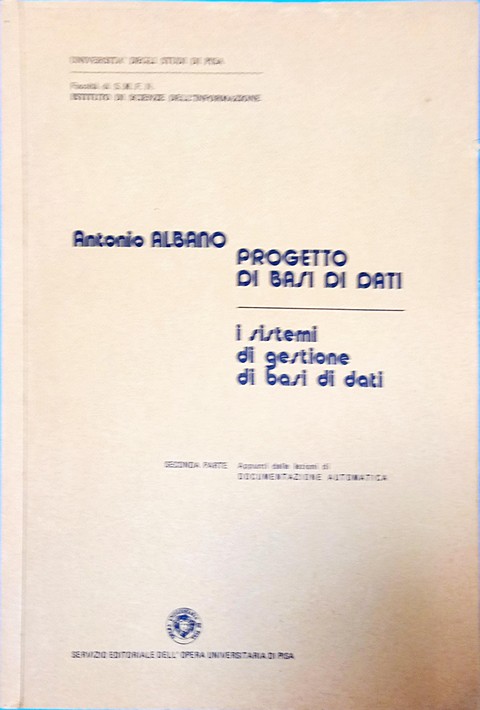 UNIVERSITA' DEGLI STUDI DI PISA
Facoltà di S.M.F.N.
ISTITUTO DI SCIENZE DELL'INFORMAZIONE
Antonio ALBANO
PROGETTO
DI BASI DI DATI
i sistemi
di gestione
di basi di dati
SECONDA PARTE Appunti dalle lezioni di
DOCUMENTAZIONE AUTOMATICA
SERVIZIO EDITORIALE DELL'OPERA UNIVERSITARIA DI PISA